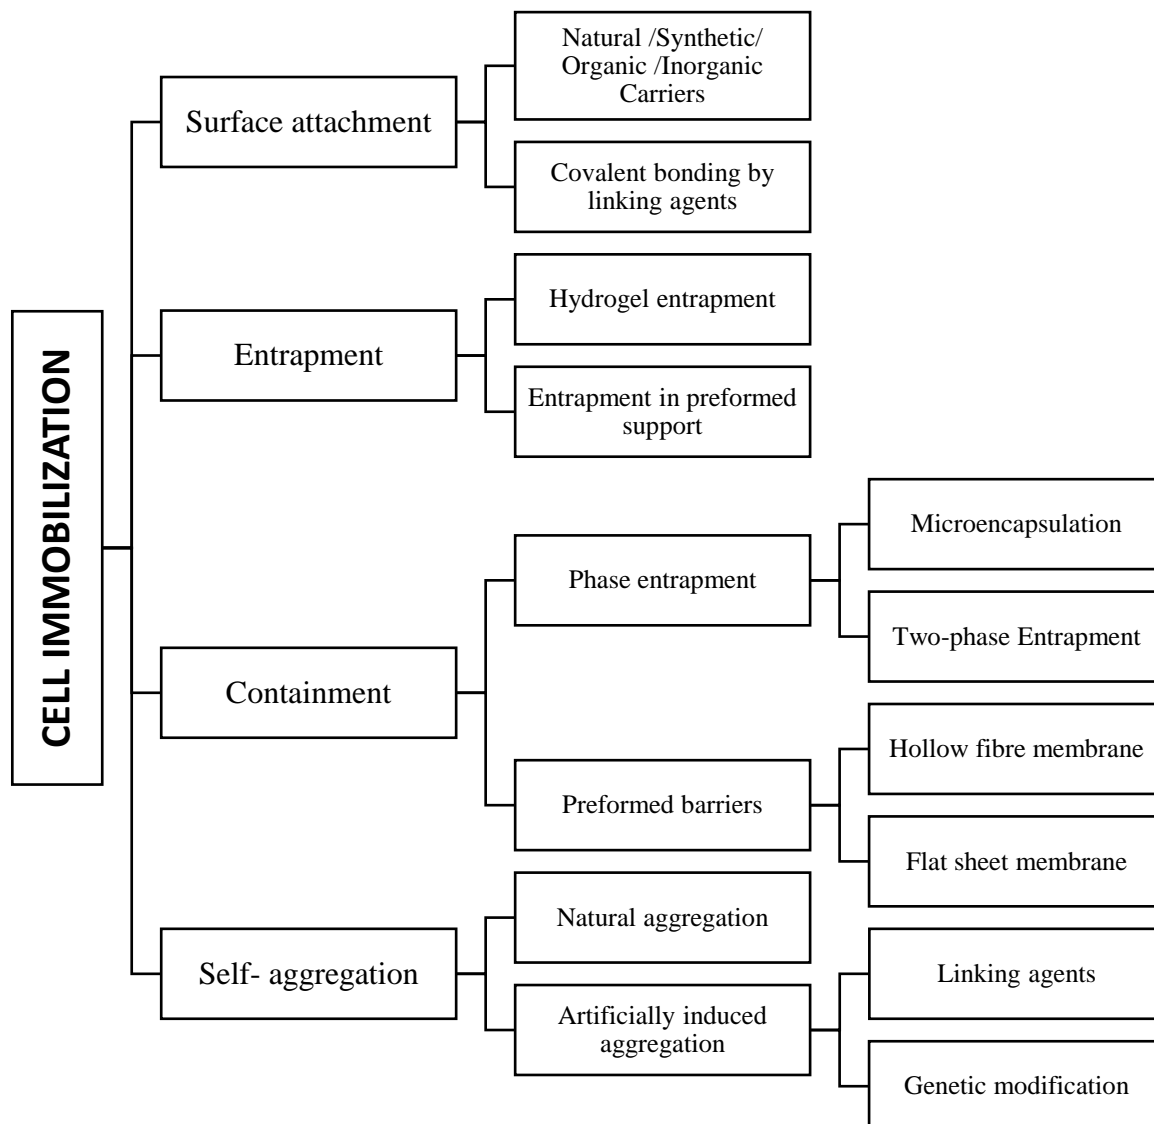 CELL IMMOBILIZATION
Surface attachment
Natural /Synthetic/
Organic /Inorganic
Carriers
Covalent bonding by
linking agents
Entrapment
Hydrogel entrapment
Entrapment in preformed
support
Containment
Phase entrapment
Microencapsulation
Two-phase Entrapment
Preformed barriers
Hollow fibre membrane
Flat sheet membrane
Self- aggregation
Natural aggregation
Artificially induced
aggregation
Linking agents
Genetic modification